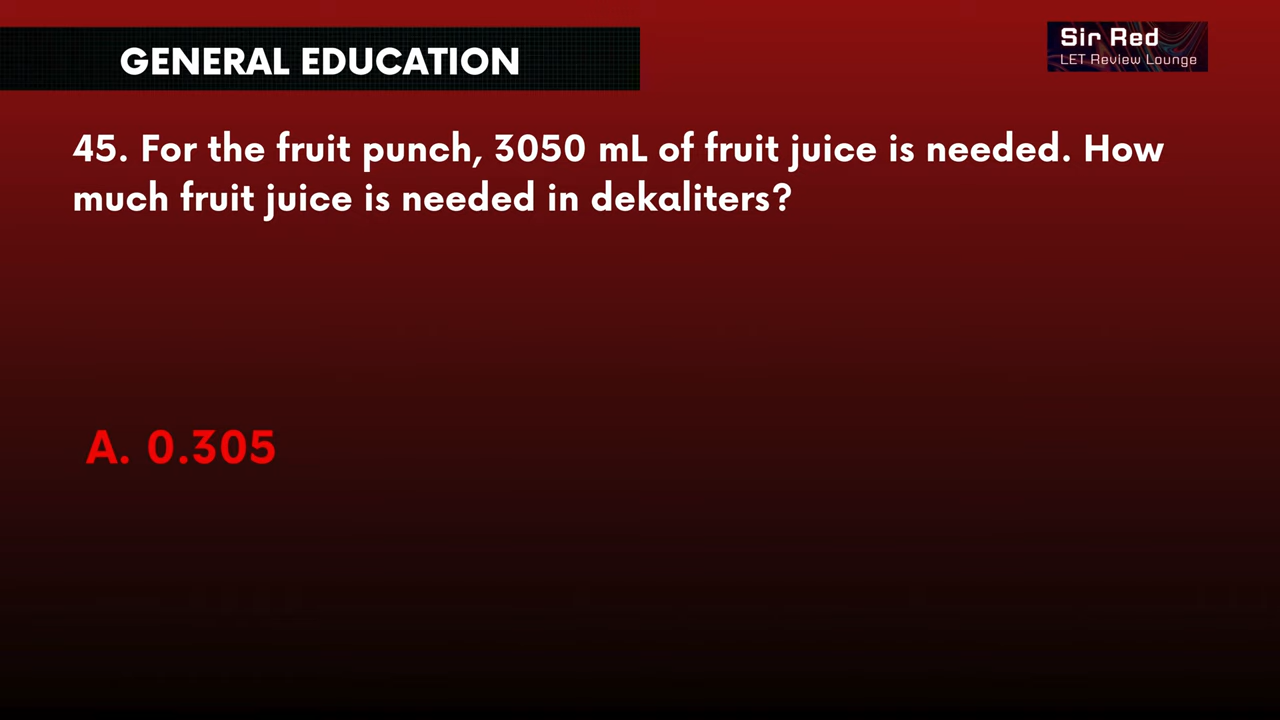 GENERAL EDUCATION
Sir Red
LET Review Lounge
45. For the fruit punch, 3050 mL of fruit juice is needed. How
much fruit juice is needed in dekaliters?
A. 0.305